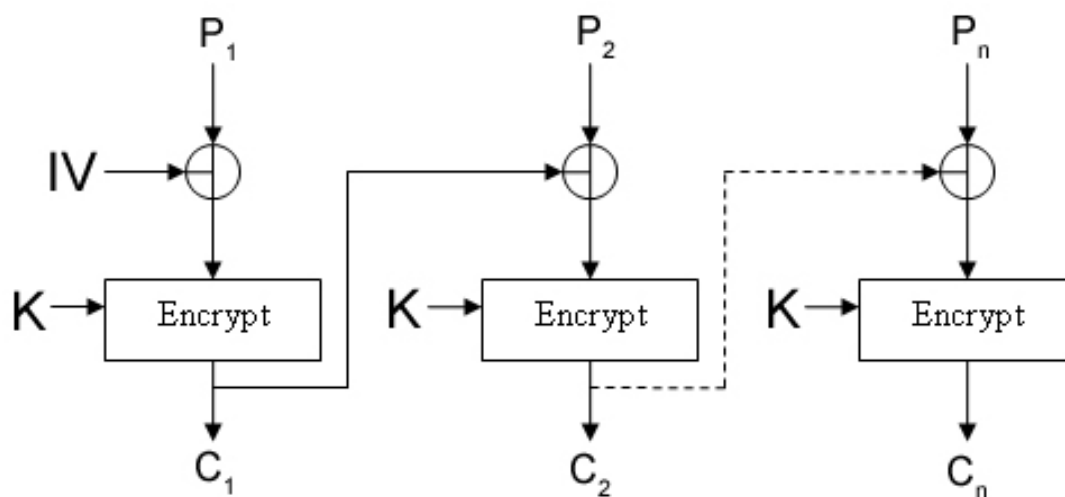 P1 P2 Pn
IV
K Encrypt K Encrypt K Encrypt
C1 C2 Cn